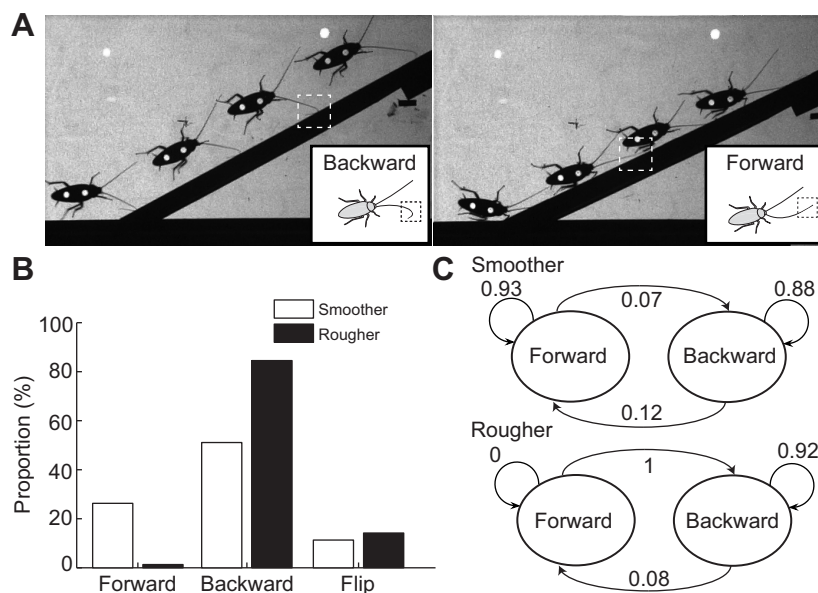 A
Backward
Forward
B
Smoother
Rougher
Proportion (%)
100
80
60
40
20
0
Forward
Backward
Flip
C
Smoother
0.93
0.07
0.88
Forward
Backward
0.12
Rougher
0
1
0.92
Forward
Backward
0.08